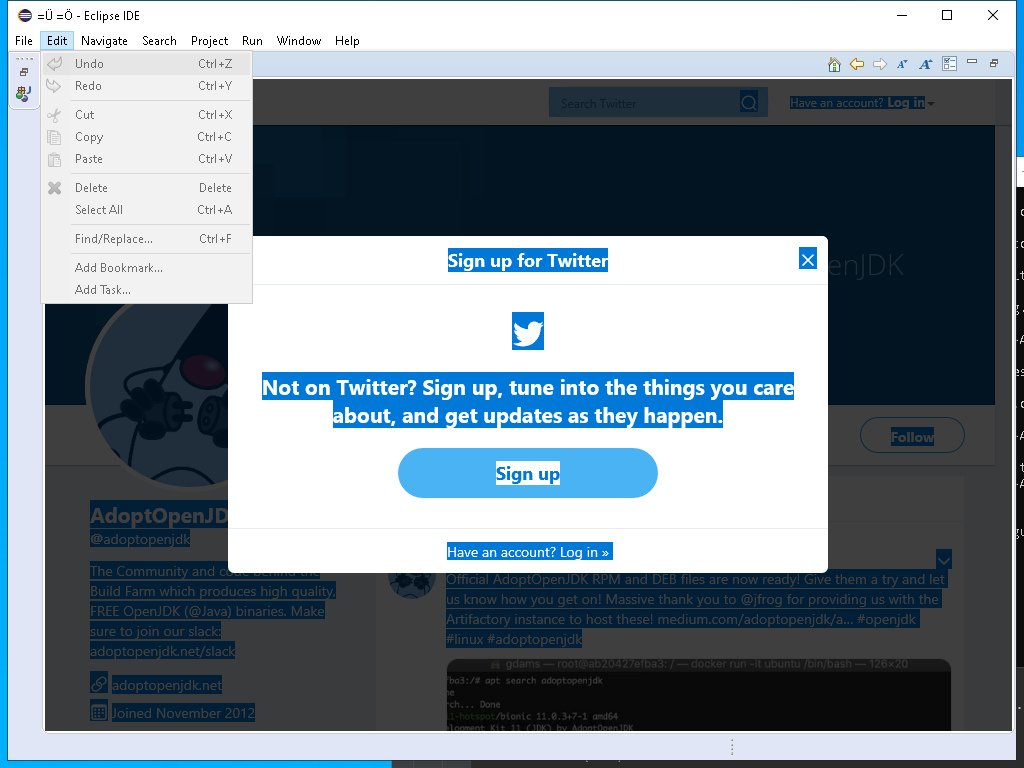 =Ü =Ö - Eclipse IDE
File Edit Navigate Search Project Run Window Help
Undo Ctrl+Z
Redo Ctrl+Y
Cut Ctrl+X
Copy Ctrl+C
Paste Ctrl+V
Delete Delete
Select All Ctrl+A
Find/Replace... Ctrl+F
Add Bookmark...
Add Task...
Search Twitter
Have an account? Log in
enJDK
Sign up for Twitter
Not on Twitter? Sign up, tune into the things you care
about, and get updates as they happen.
Sign up
Have an account? Log in »
Follow
AdoptOpenJD
@adoptopenjdk
The Community and code behind the
Build Farm which produces high quality,
FREE OpenJDK (@Java) binaries. Make
sure to join our slack:
adoptopenjdk.net/slack
adoptopenjdk.net
Joined November 2012
Official AdoptOpenJDK RPM and DEB files are now ready! Give them a try and let
us know how you get on! Massive thank you to @jfrog for providing us with the
Artifactory instance to host these! medium.com/adoptopenjdk/a... #openjdk
#linux #adoptopenjdk
gdams — root@ab20427efba3: / — docker run -it ubuntu /bin/bash — 126×20
fba3:/# apt search adoptopenjdk
ne
rch... Done
11-hotspot/bionic 11.0.3+7-1 amd64
elopment Kit 11 (JDK) by AdoptOpenJDK